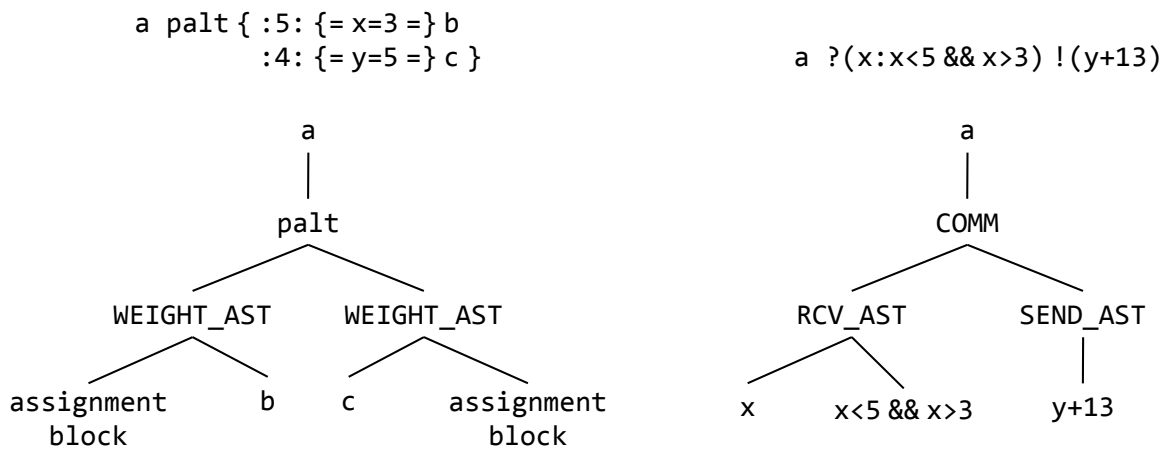 a palt { :5: {= x=3 =} b
:4: {= y=5 =} c }
a ?(x:x<5 && x>3) !(y+13)
a
palt
WEIGHT_AST WEIGHT_AST
assignment block b c assignment block
a
COMM
RCV_AST SEND_AST
x x<5 && x>3 y+13